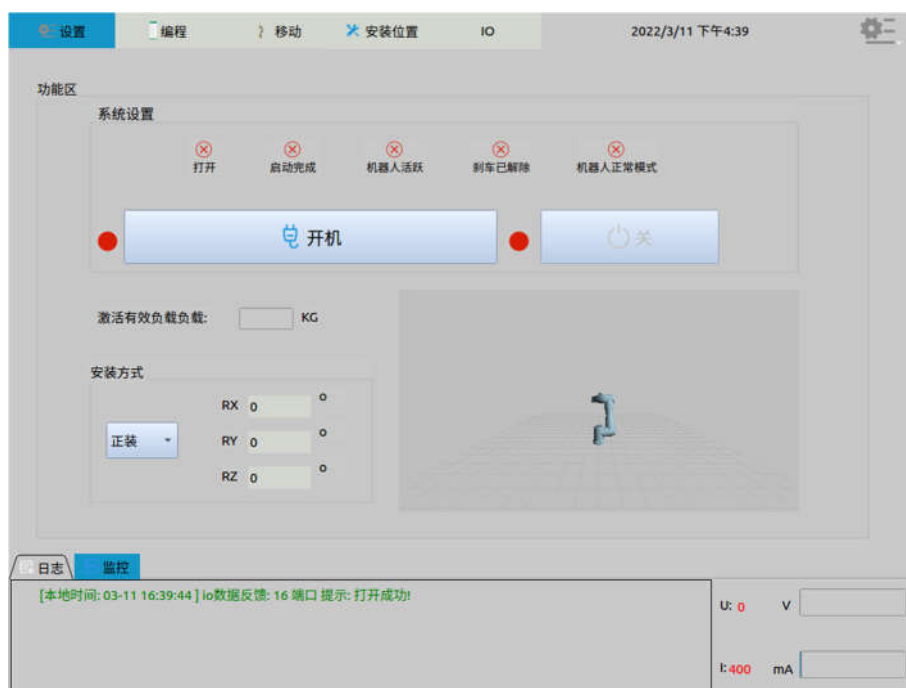 设置 编程 移动 安装位置 IO 2022/3/11 下午4:39
功能区
系统设置
打开 启动完成 机器人活跃 刹车已解除 机器人正常模式
开机 关
激活有效负载负载: KG
安装方式
RX 0 °
正装 RY 0 °
RZ 0 °
日志 监控
[本地时间: 03-11 16:39:44 ] io数据反馈: 16 端口 提示: 打开成功!
U: 0 V
I: 400 mA